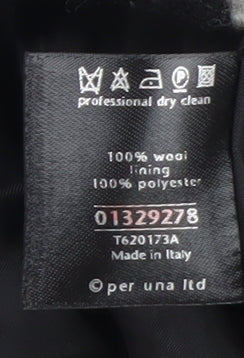 professional dry clean
100% wool
lining
100% polyester
01329278
T620173A
Made in Italy
© per una ltd